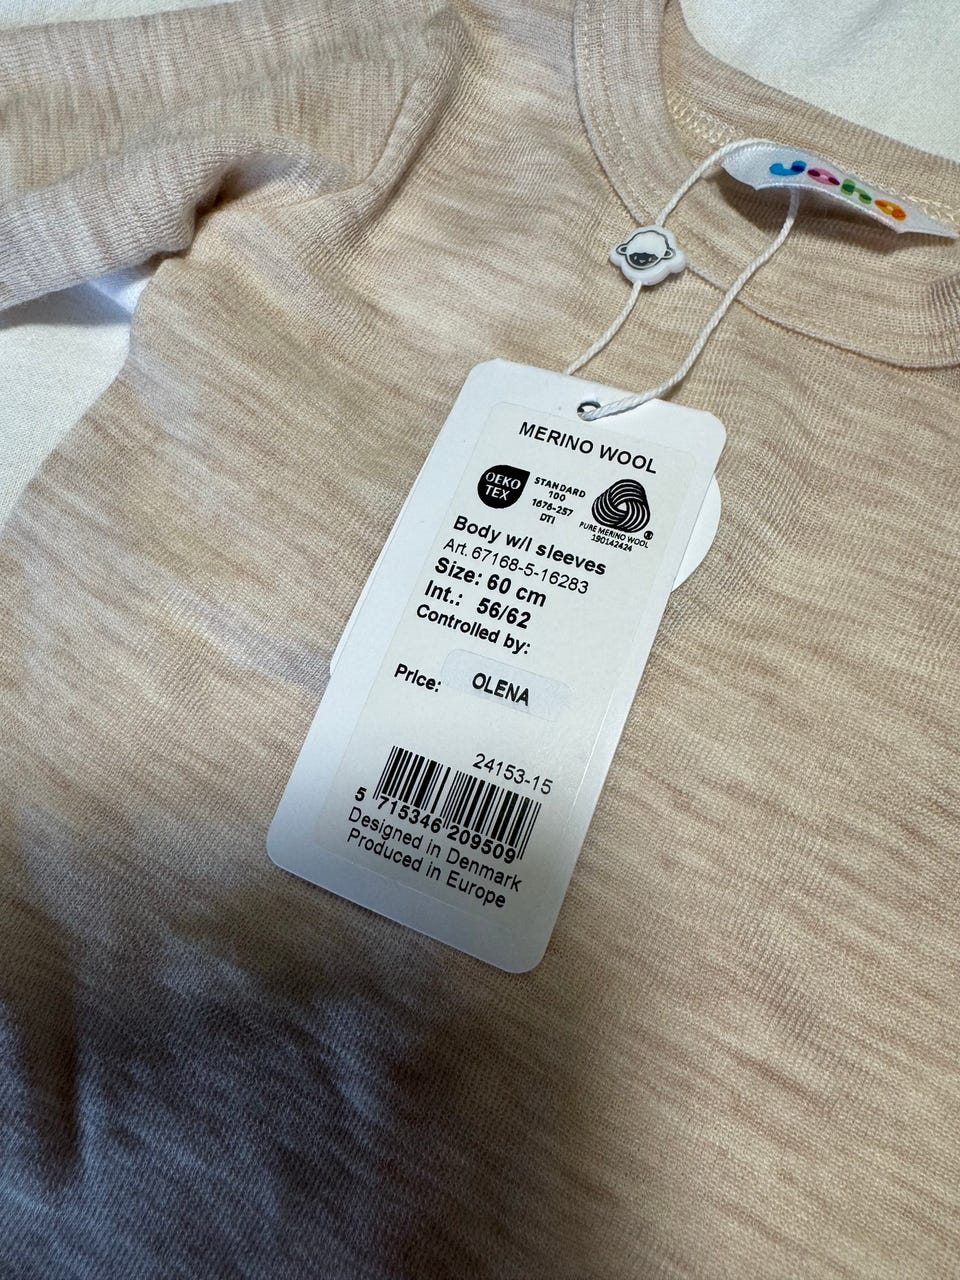 Joha
MERINO WOOL
OEKO
TEX
STANDARD
100
1676-257
DTI
PURE MERINO WOOL
190142424
Body w/l sleeves
Art. 67168-5-16283
Size: 60 cm
Int.: 56/62
Controlled by:
Price: OLENA
24153-15
5 715346 209509
Designed in Denmark
Produced in Europe